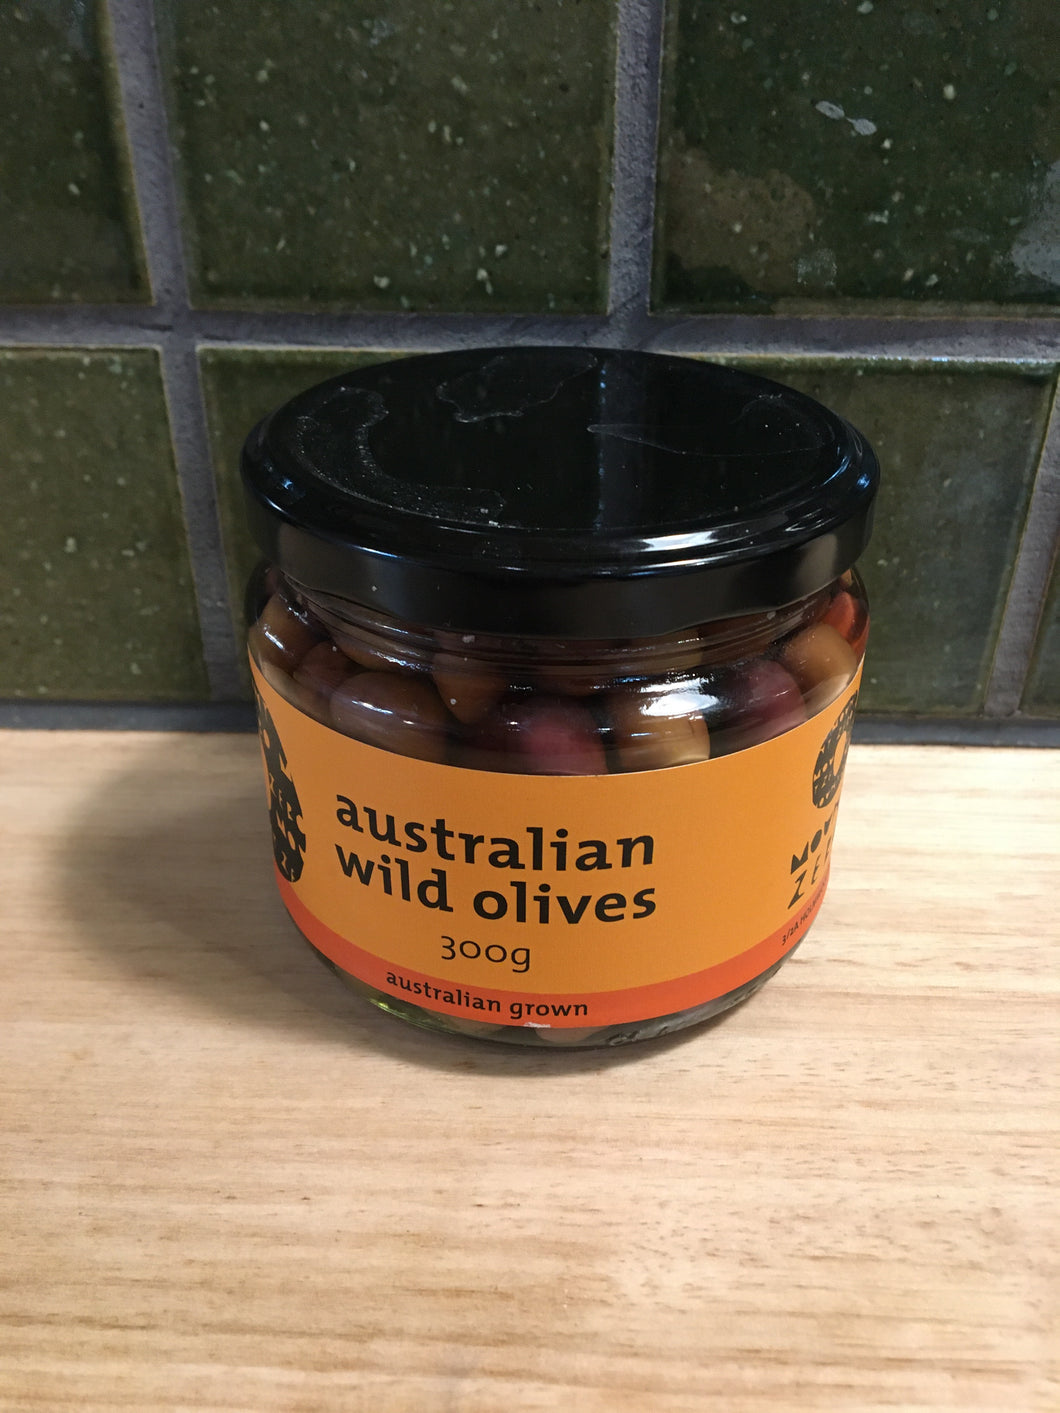 australian
wild olives
300g
australian grown